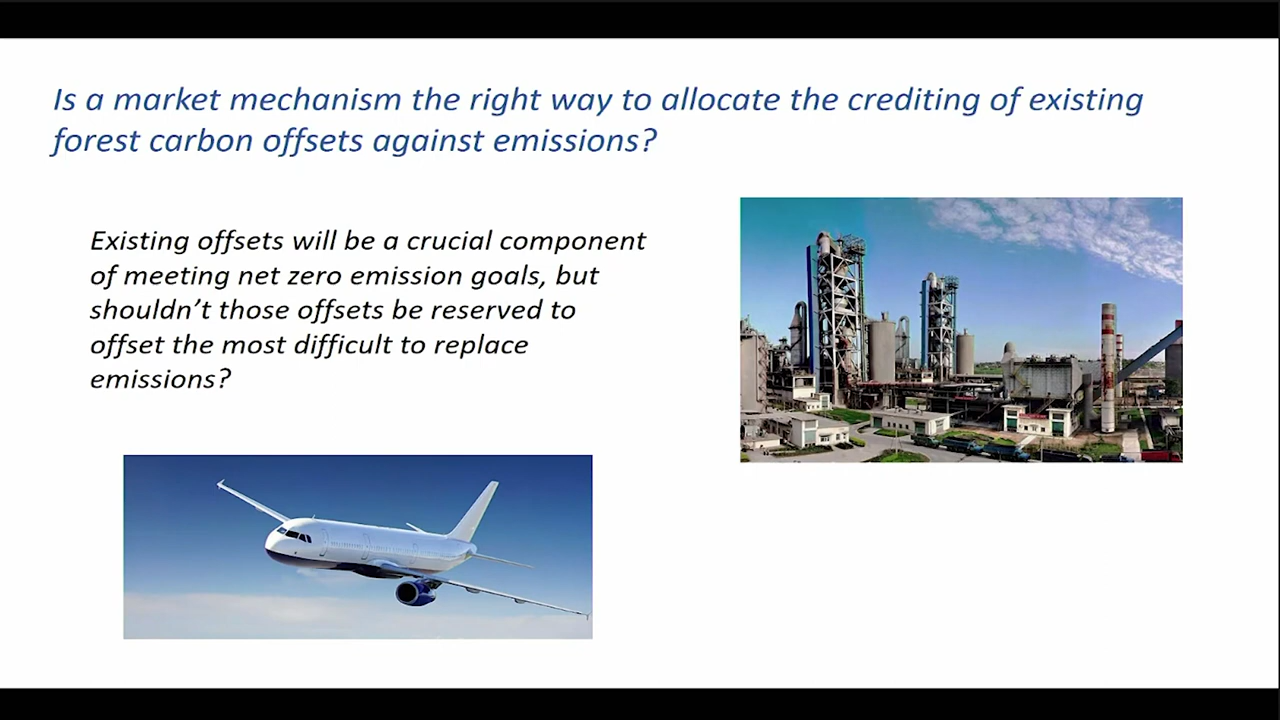 Is a market mechanism the right way to allocate the crediting of existing
forest carbon offsets against emissions?
Existing offsets will be a crucial component
of meeting net zero emission goals, but
shouldn’t those offsets be reserved to
offset the most difficult to replace
emissions?